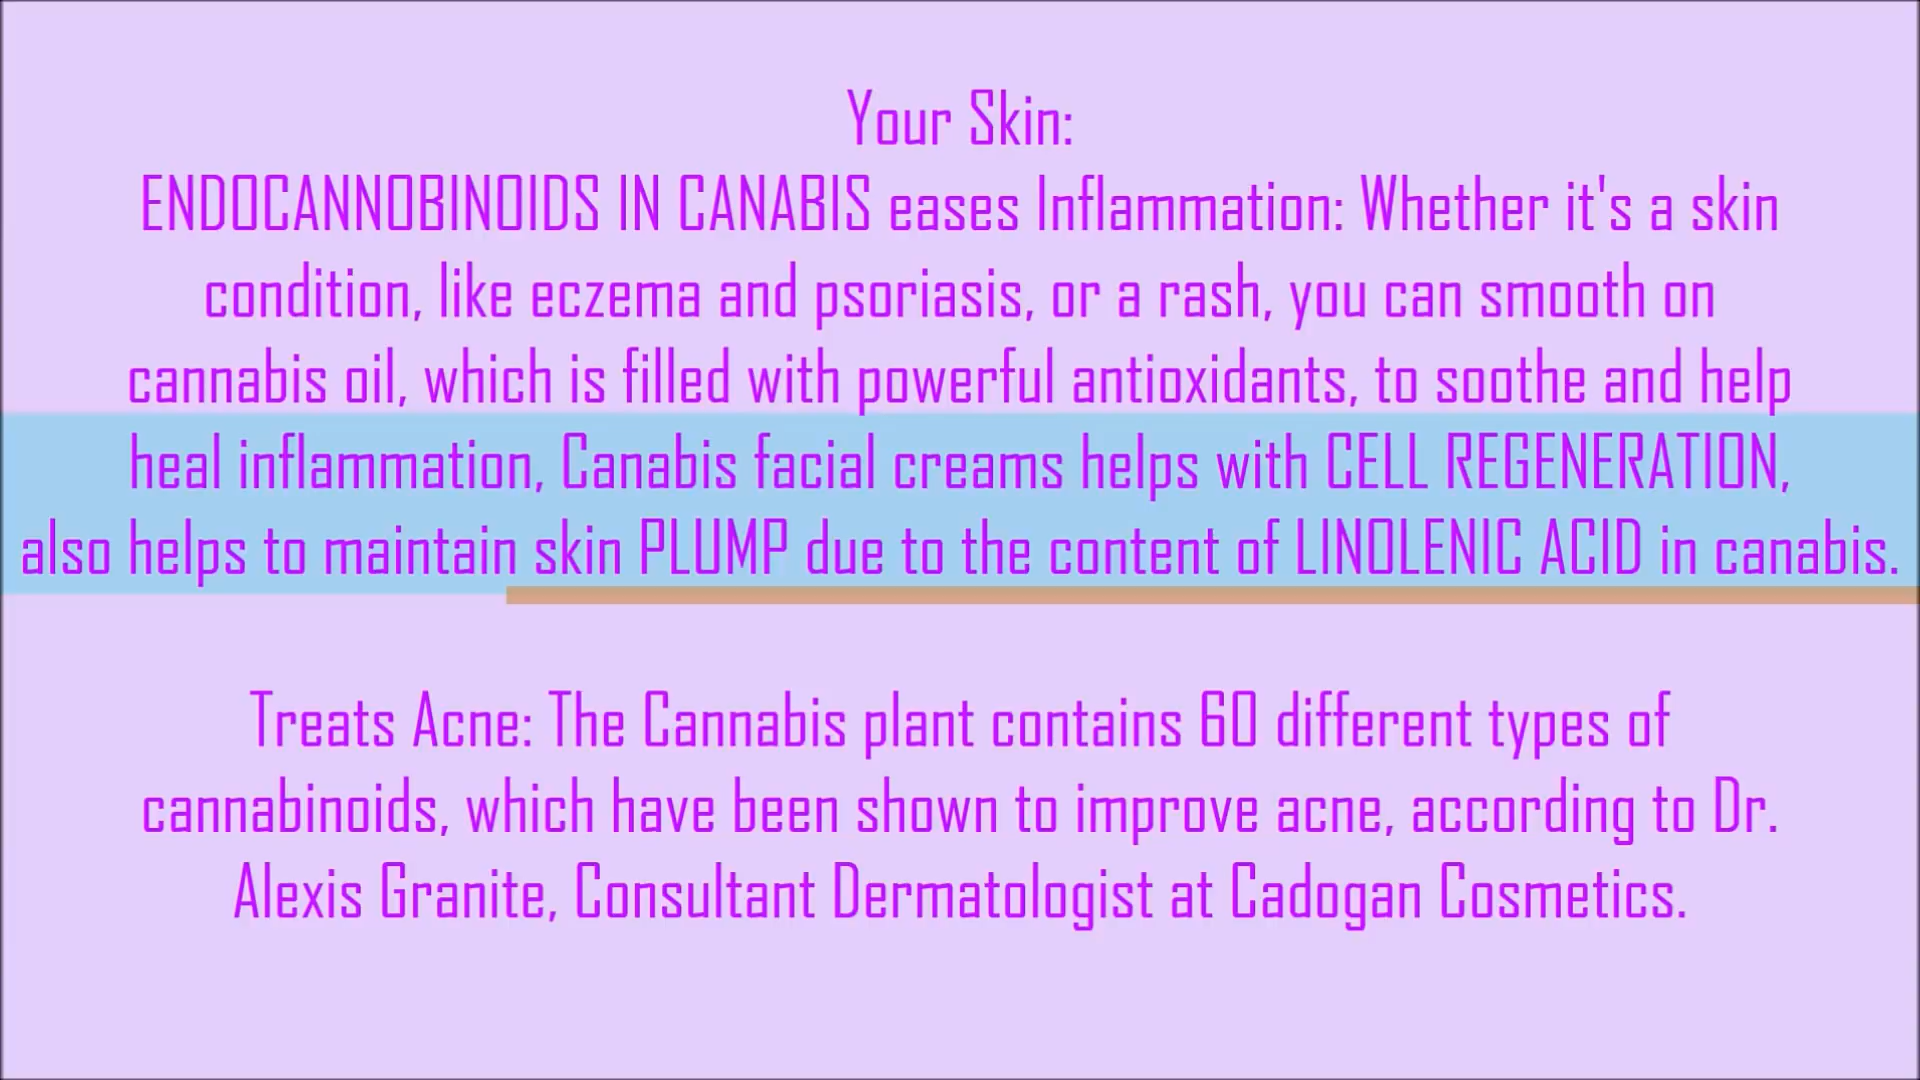 Your Skin:
ENDOCANNOBINOIDS IN CANABIS eases Inflammation: Whether it's a skin
condition, like eczema and psoriasis, or a rash, you can smooth on
cannabis oil, which is filled with powerful antioxidants, to soothe and help
heal inflammation, Canabis facial creams helps with CELL REGENERATION,
also helps to maintain skin PLUMP due to the content of LINOLENIC ACID in canabis.
Treats Acne: The Cannabis plant contains 60 different types of
cannabinoids, which have been shown to improve acne, according to Dr.
Alexis Granite, Consultant Dermatologist at Cadogan Cosmetics.